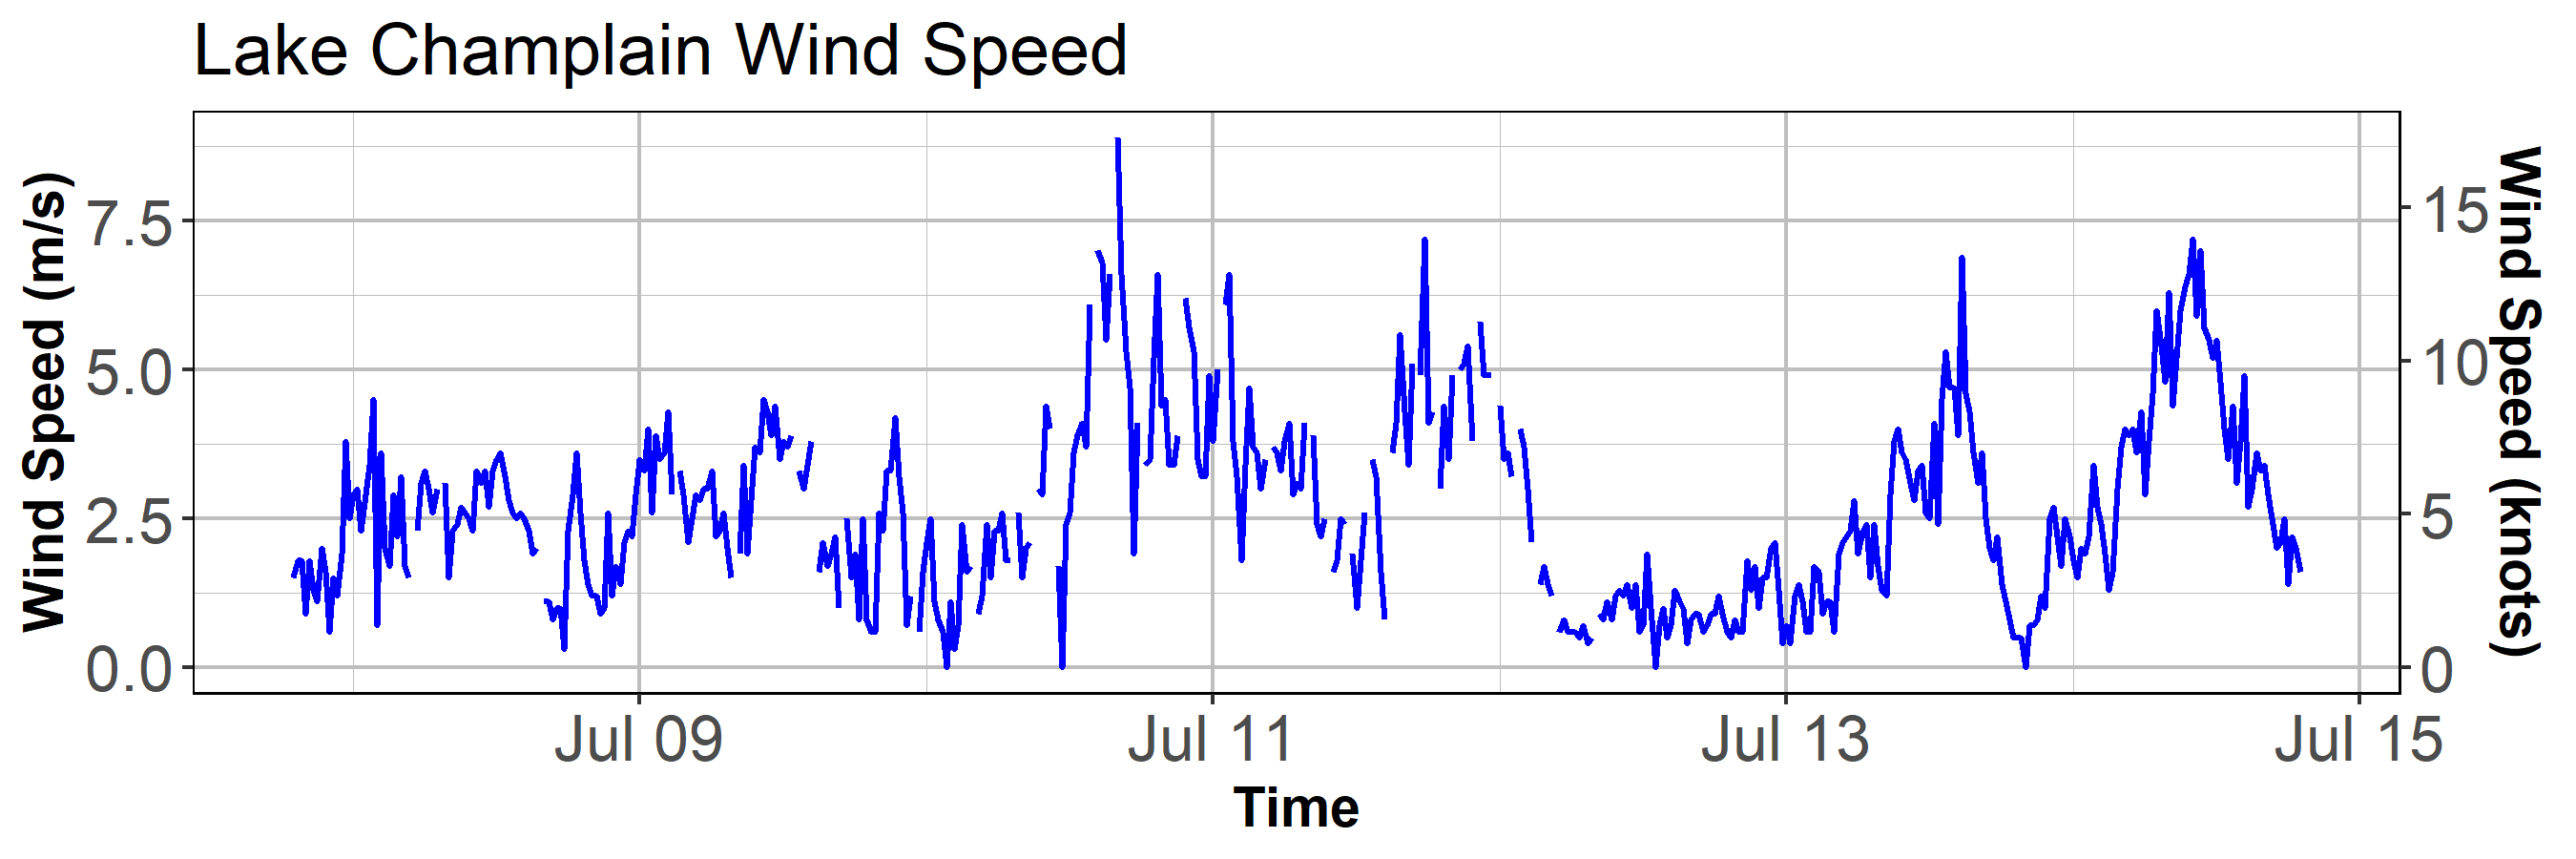 Lake Champlain Wind Speed
Wind Speed (m/s)
7.5
5.0
2.5
0.0
15
10
5
0
Wind Speed (knots)
Jul 09
Jul 11
Jul 13
Jul 15
Time